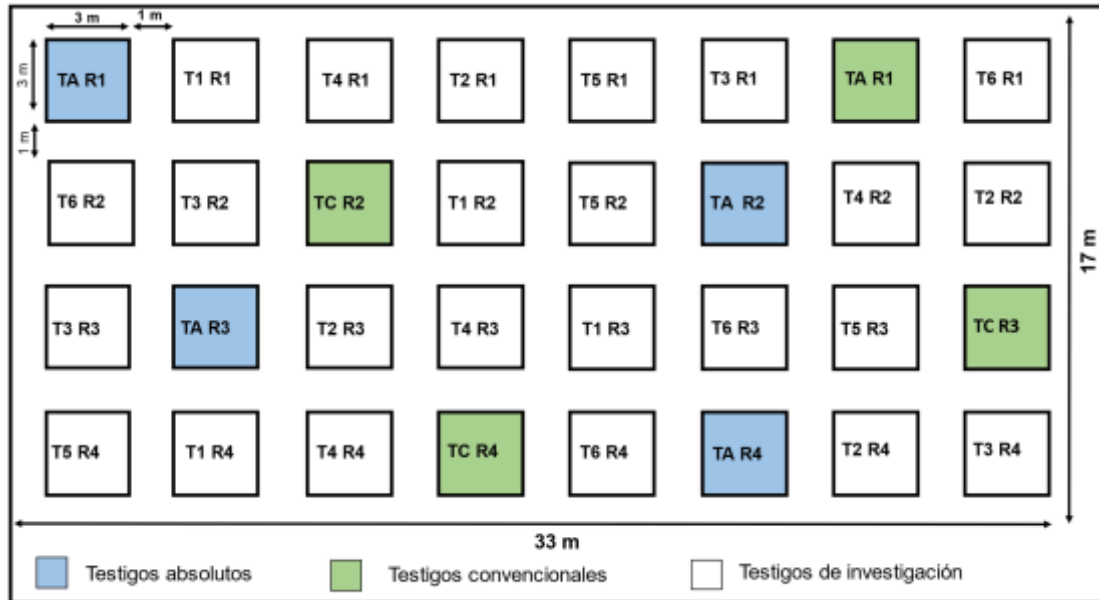 3 m 1 m
3 m
TA R1 T1 R1 T4 R1 T2 R1 T5 R1 T3 R1 TA R1 T6 R1
1 m
T6 R2 T3 R2 TC R2 T1 R2 T5 R2 TA R2 T4 R2 T2 R2
17 m
T3 R3 TA R3 T2 R3 T4 R3 T1 R3 T6 R3 T5 R3 TC R3
T5 R4 T1 R4 T4 R4 TC R4 T6 R4 TA R4 T2 R4 T3 R4
33 m
Testigos absolutos Testigos convencionales Testigos de investigación